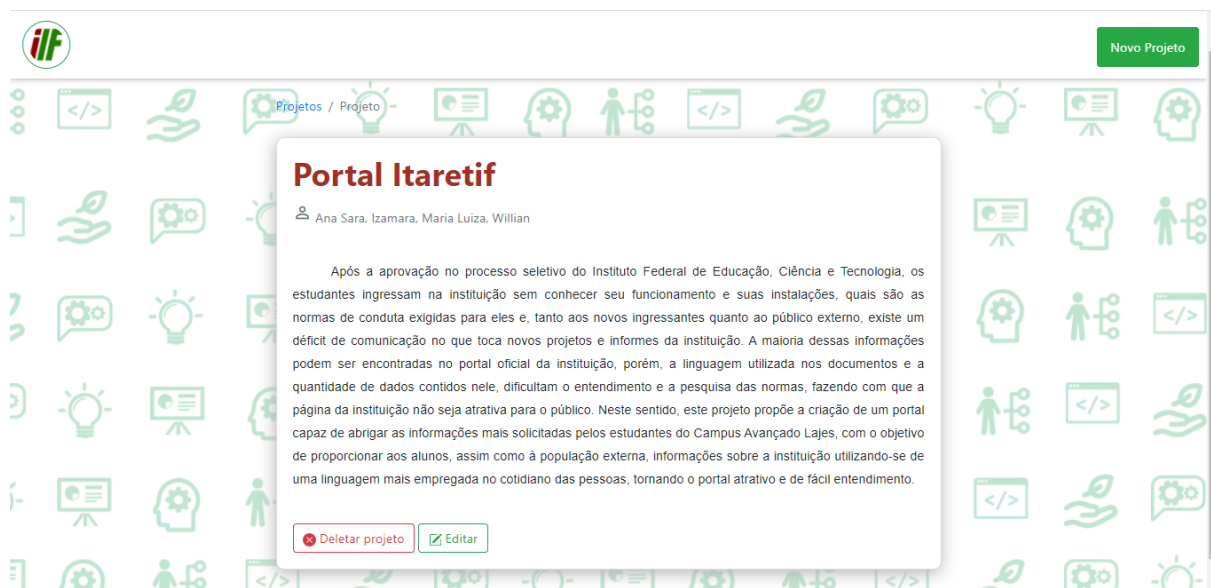 iIF
Novo Projeto
Projetos / Projeto
Portal Itaretif
Ana Sara, Izamara, Maria Luiza, Willian
Após a aprovação no processo seletivo do Instituto Federal de Educação, Ciência e Tecnologia, os
estudantes ingressam na instituição sem conhecer seu funcionamento e suas instalações, quais são as
normas de conduta exigidas para eles e, tanto aos novos ingressantes quanto ao público externo, existe um
déficit de comunicação no que toca novos projetos e informes da instituição. A maioria dessas informações
podem ser encontradas no portal oficial da instituição, porém, a linguagem utilizada nos documentos e a
quantidade de dados contidos nele, dificultam o entendimento e a pesquisa das normas, fazendo com que a
página da instituição não seja atrativa para o público. Neste sentido, este projeto propõe a criação de um portal
capaz de abrigar as informações mais solicitadas pelos estudantes do Campus Avançado Lajes, com o objetivo
de proporcionar aos alunos, assim como à população externa, informações sobre a instituição utilizando-se de
uma linguagem mais empregada no cotidiano das pessoas, tornando o portal atrativo e de fácil entendimento.
Deletar projeto Editar